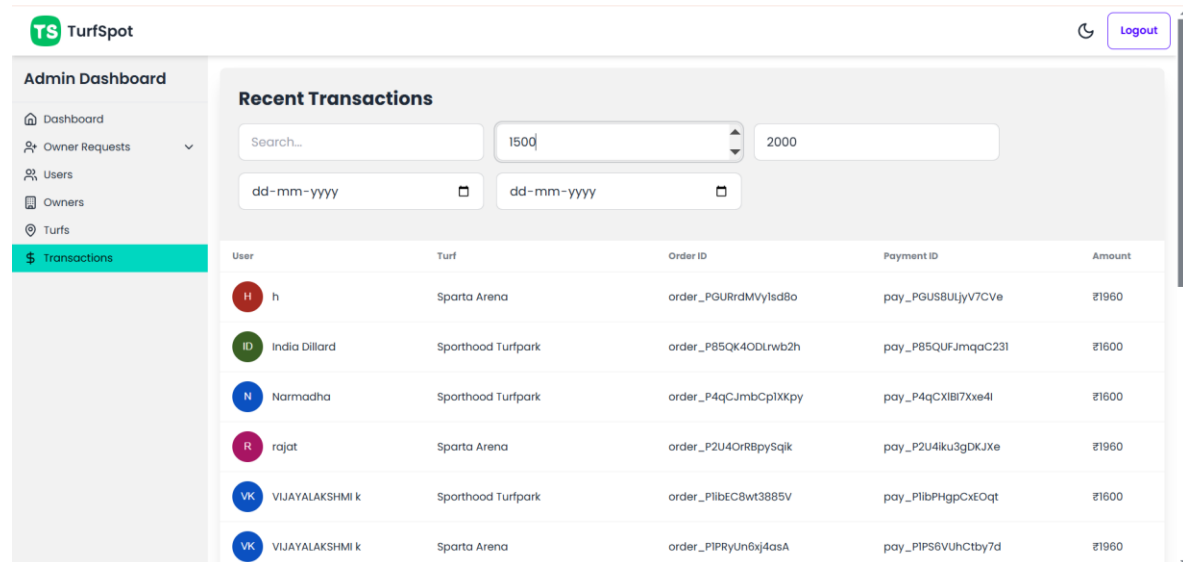 TS TurfSpot
Logout
Admin Dashboard
Dashboard
Owner Requests
Users
Owners
Turfs
$ Transactions
Recent Transactions
Search... 1500 2000
dd-mm-yyyy dd-mm-yyyy
User Turf Order ID Payment ID Amount
H h Sparta Arena order_PGURrdMVy1sd8o pay_PGUS8ULjyV7CVe ₹1960
ID India Dillard Sporthood Turfpark order_P85QK4ODLrwb2h pay_P85QUFJmqaC231 ₹1600
N Narmadha Sporthood Turfpark order_P4qCJmbCp1XKpy pay_P4qCXlBI7Xxe4I ₹1600
R rajat Sparta Arena order_P2U4OrRBpySqik pay_P2U4iku3gDKJXe ₹1960
VK VIJAYALAKSHMI k Sporthood Turfpark order_P1ibEC8wt3885V pay_P1ibPHgpCxEOqt ₹1600
VK VIJAYALAKSHMI k Sparta Arena order_P1PRyUn6xj4asA pay_P1PS6VUhCtby7d ₹1960